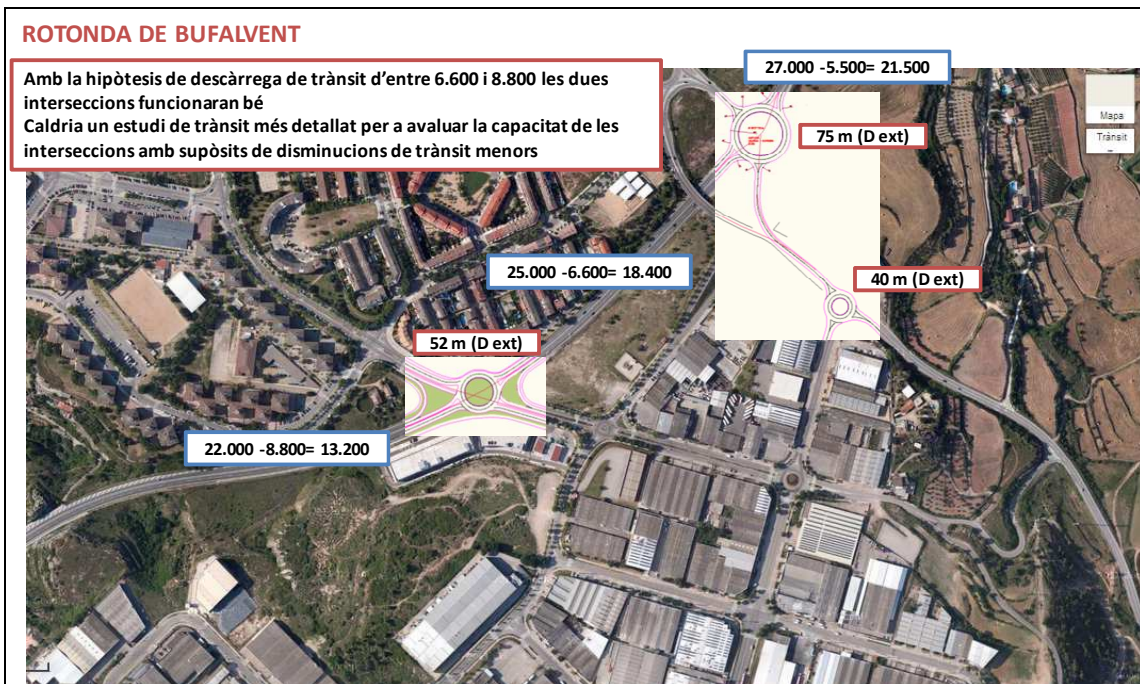 ROTONDA DE BUFALVENT
Amb la hipòtesis de descàrrega de trànsit d'entre 6.600 i 8.800 les dues
interseccions funcionaran bé
Caldria un estudi de trànsit més detallat per a avaluar la capacitat de les
interseccions amb supòsits de disminucions de trànsit menors
27.000 -5.500= 21.500
Mapa
Trànsit
75 m (D ext)
25.000 -6.600= 18.400
40 m (D ext)
52 m (D ext)
22.000 -8.800= 13.200